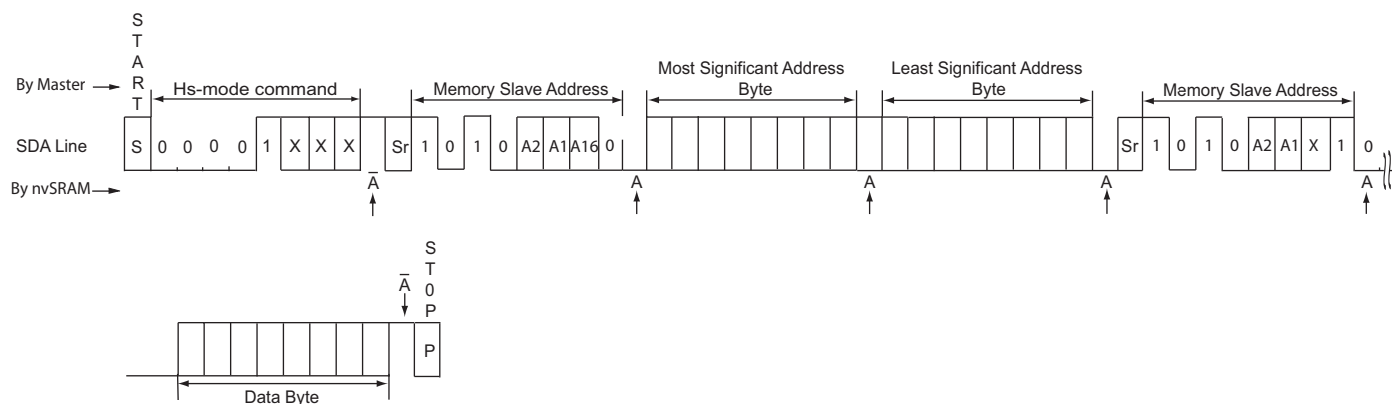 START
Hs-mode command
Memory Slave Address
Most Significant Address
Byte
Least Significant Address
Byte
Memory Slave Address
By Master
SDA Line
S 0 0 0 0 1 X X X Sr 1 0 1 0 A2 A1 A16 0 Sr 1 0 1 0 A2 A1 X 1 0
By nvSRAM
A̅ A A A A
A̅
ST0P
P
Data Byte